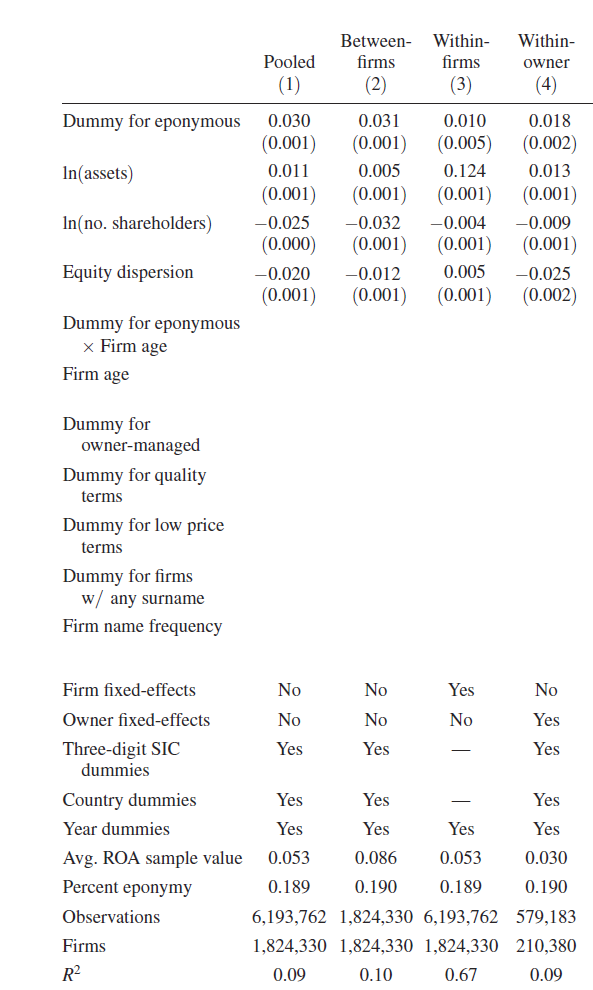 Between- Within- Within-
Pooled firms firms owner
(1) (2) (3) (4)
Dummy for eponymous 0.030 0.031 0.010 0.018
(0.001) (0.001) (0.005) (0.002)
ln(assets) 0.011 0.005 0.124 0.013
(0.001) (0.001) (0.001) (0.001)
ln(no. shareholders) −0.025 −0.032 −0.004 −0.009
(0.000) (0.001) (0.001) (0.001)
Equity dispersion −0.020 −0.012 0.005 −0.025
(0.001) (0.001) (0.001) (0.002)
Dummy for eponymous
× Firm age
Firm age
Dummy for
owner-managed
Dummy for quality
terms
Dummy for low price
terms
Dummy for firms
w/ any surname
Firm name frequency
Firm fixed-effects No No Yes No
Owner fixed-effects No No No Yes
Three-digit SIC Yes Yes — Yes
dummies
Country dummies Yes Yes — Yes
Year dummies Yes Yes Yes Yes
Avg. ROA sample value 0.053 0.086 0.053 0.030
Percent eponymy 0.189 0.190 0.189 0.190
Observations 6,193,762 1,824,330 6,193,762 579,183
Firms 1,824,330 1,824,330 1,824,330 210,380
R² 0.09 0.10 0.67 0.09